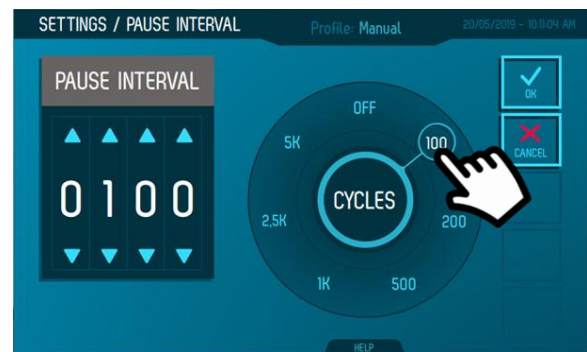 SETTINGS / PAUSE INTERVAL
Profile: Manual
20/05/2019 - 10:11:04 AM
PAUSE INTERVAL
0100
OFF
100
200
500
1K
2,5K
5K
CYCLES
OK
CANCEL
HELP